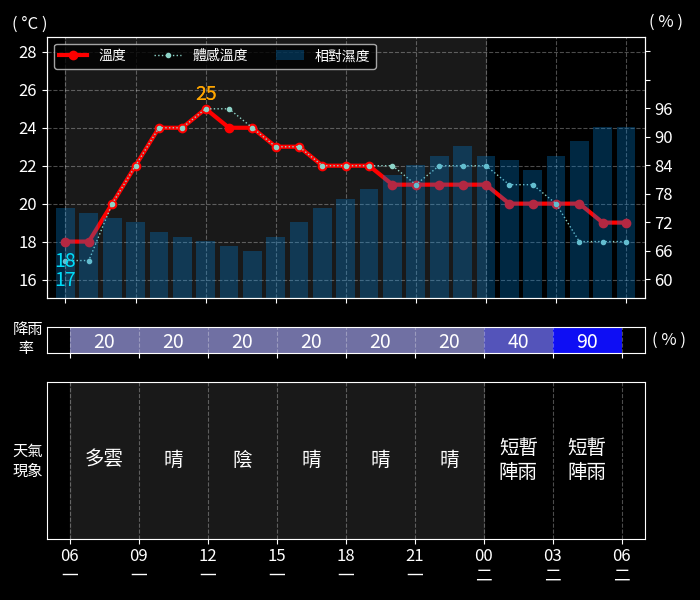 ( °C )
( % )
溫度
體感溫度
相對濕度
28
26
24
22
20
18
16
96
90
84
78
72
66
60
25
18
17
降雨
率
20
20
20
20
20
20
40
90
( % )
天氣
現象
多雲
晴
陰
晴
晴
晴
短暫
陣雨
短暫
陣雨
06
一
09
一
12
一
15
一
18
一
21
一
00
二
03
二
06
二